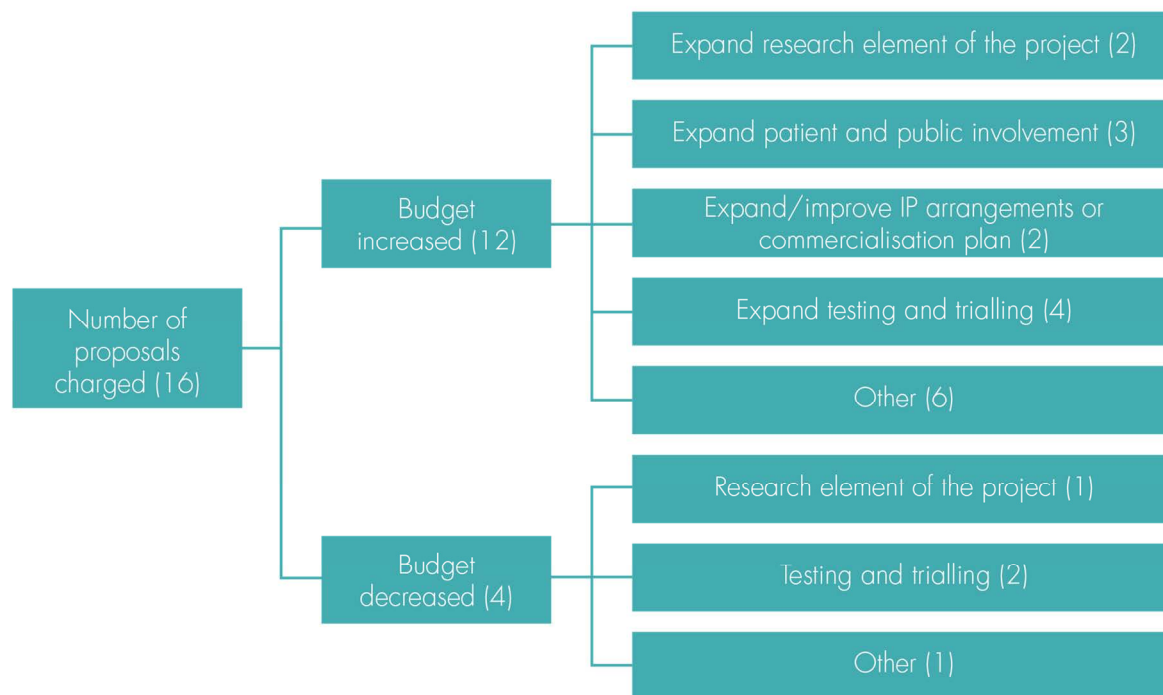 Number of
proposals
charged (16)
Budget
increased (12)
Expand research element of the project (2)
Expand patient and public involvement (3)
Expand/improve IP arrangements or
commercialisation plan (2)
Expand testing and trialling (4)
Other (6)
Budget
decreased (4)
Research element of the project (1)
Testing and trialling (2)
Other (1)